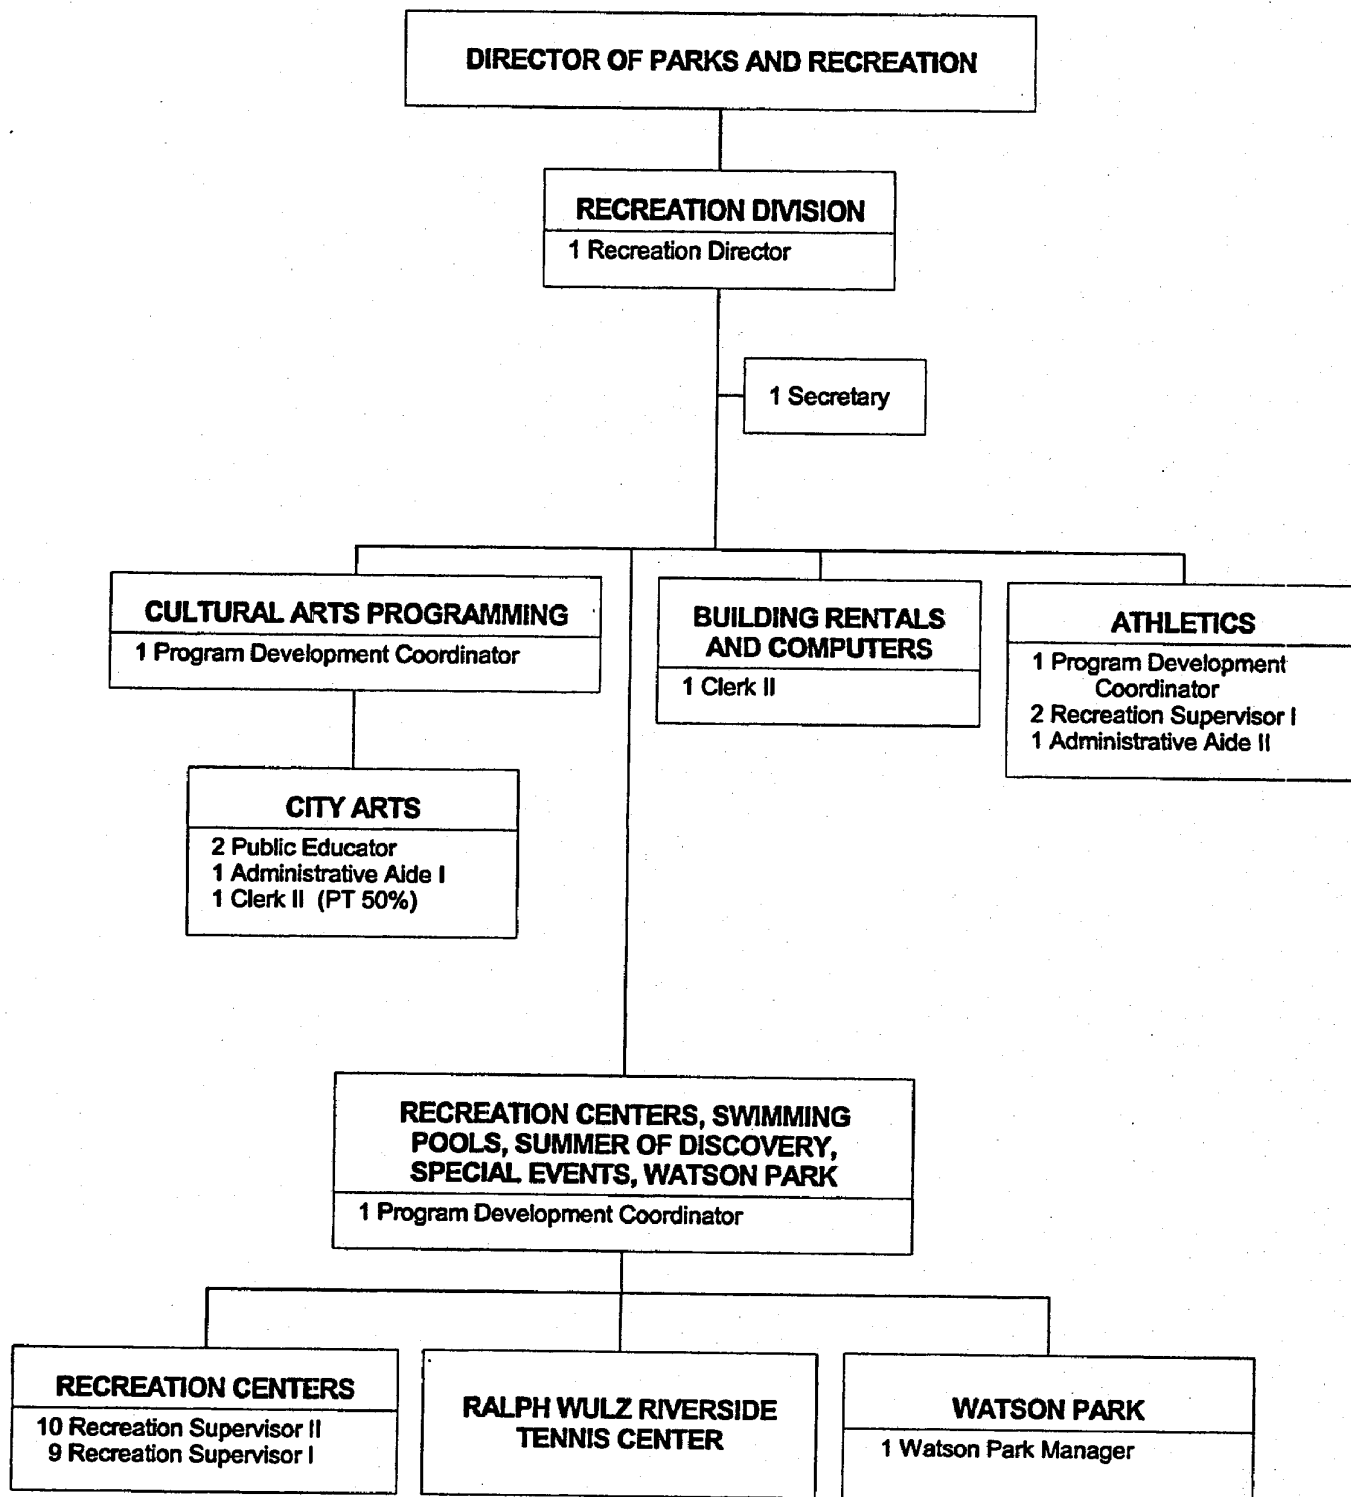 DIRECTOR OF PARKS AND RECREATION
RECREATION DIVISION
1 Recreation Director
1 Secretary
CULTURAL ARTS PROGRAMMING
1 Program Development Coordinator
BUILDING RENTALS
AND COMPUTERS
1 Clerk II
ATHLETICS
1 Program Development
Coordinator
2 Recreation Supervisor I
1 Administrative Aide II
CITY ARTS
2 Public Educator
1 Administrative Aide I
1 Clerk II (PT 50%)
RECREATION CENTERS, SWIMMING
POOLS, SUMMER OF DISCOVERY,
SPECIAL EVENTS, WATSON PARK
1 Program Development Coordinator
RECREATION CENTERS
10 Recreation Supervisor II
9 Recreation Supervisor I
RALPH WULZ RIVERSIDE
TENNIS CENTER
WATSON PARK
1 Watson Park Manager